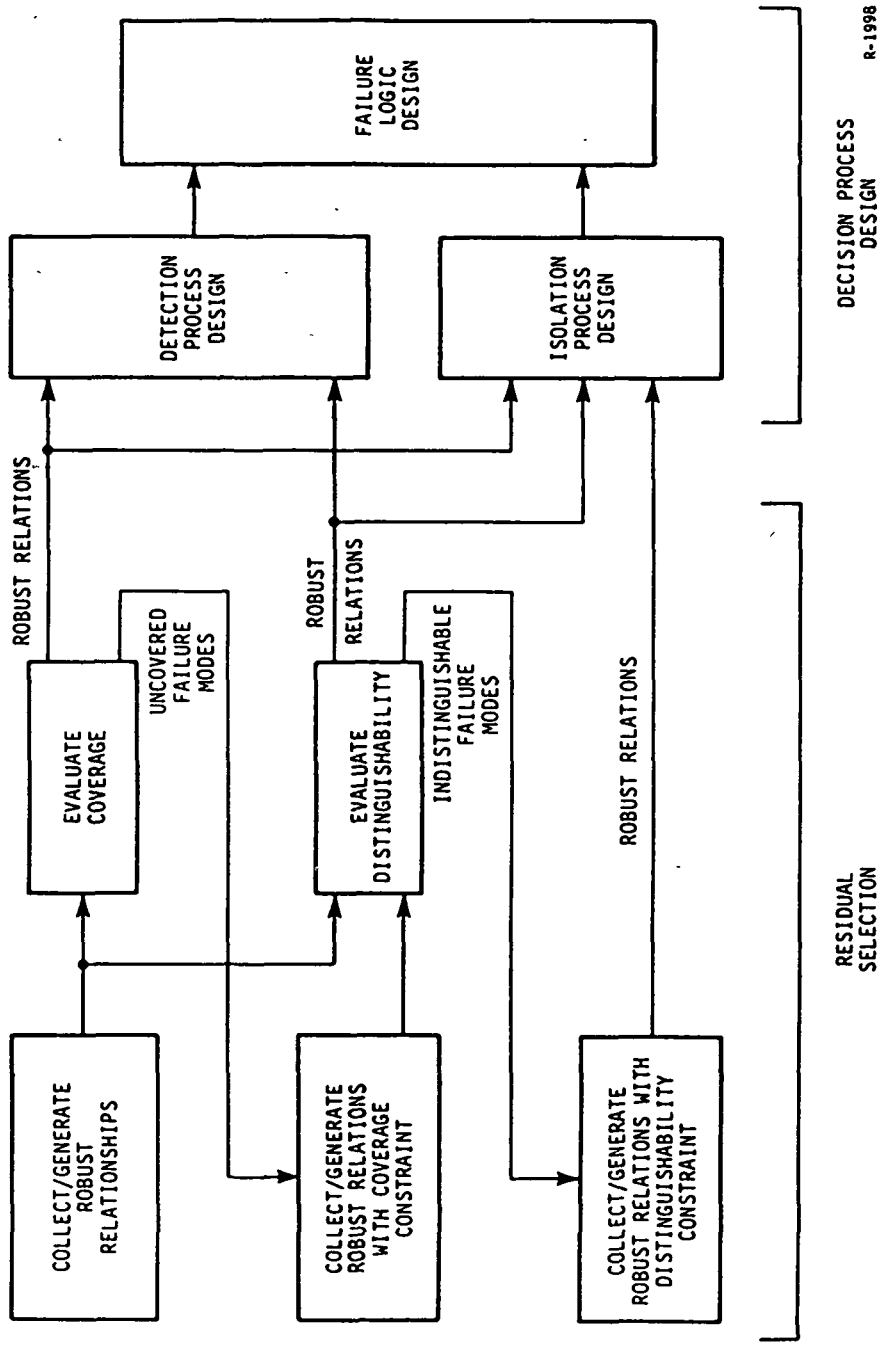 COLLECT/GENERATE
ROBUST
RELATIONSHIPS
EVALUATE
COVERAGE
ROBUST RELATIONS
UNCOVERED
FAILURE
MODES
COLLECT/GENERATE
ROBUST RELATIONS
WITH COVERAGE
CONSTRAINT
EVALUATE
DISTINGUISHABILITY
ROBUST
RELATIONS
INDISTINGUISHABLE
FAILURE
MODES
COLLECT/GENERATE
ROBUST RELATIONS WITH
DISTINGUISHABILITY
CONSTRAINT
ROBUST RELATIONS
DETECTION
PROCESS
DESIGN
ISOLATION
PROCESS
DESIGN
FAILURE
LOGIC
DESIGN
RESIDUAL
SELECTION
DECISION PROCESS
DESIGN
R-1998